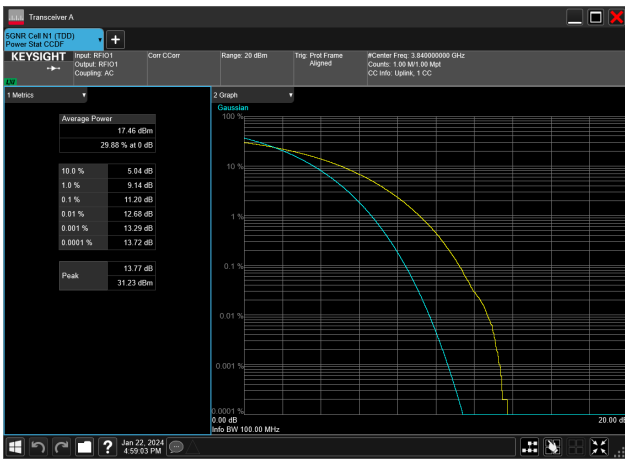 Transceiver A
5GNR Cell N1 (TDD)
Power Stat CCDF
KEYSIGHT
Input: RFIO1
Output: RFIO1
Coupling: AC
Corr CCorr
Range: 20 dBm
Trig: Prot Frame
Aligned
#Center Freq: 3.840000000 GHz
Counts: 1.00 M/1.00 Mpt
CC Info: Uplink, 1 CC
1 Metrics
Average Power
17.46 dBm
29.88 % at 0 dB
10.0 % 5.04 dB
1.0 % 9.14 dB
0.1 % 11.20 dB
0.01 % 12.68 dB
0.001 % 13.29 dB
0.0001 % 13.72 dB
Peak
13.77 dB
31.23 dBm
2 Graph
Gaussian
100 %
10 %
1 %
0.1 %
0.01 %
0.001 %
0.0001 %
0.00 dB
20.00 dB
Info BW 100.00 MHz
Jan 22, 2024
4:59:03 PM